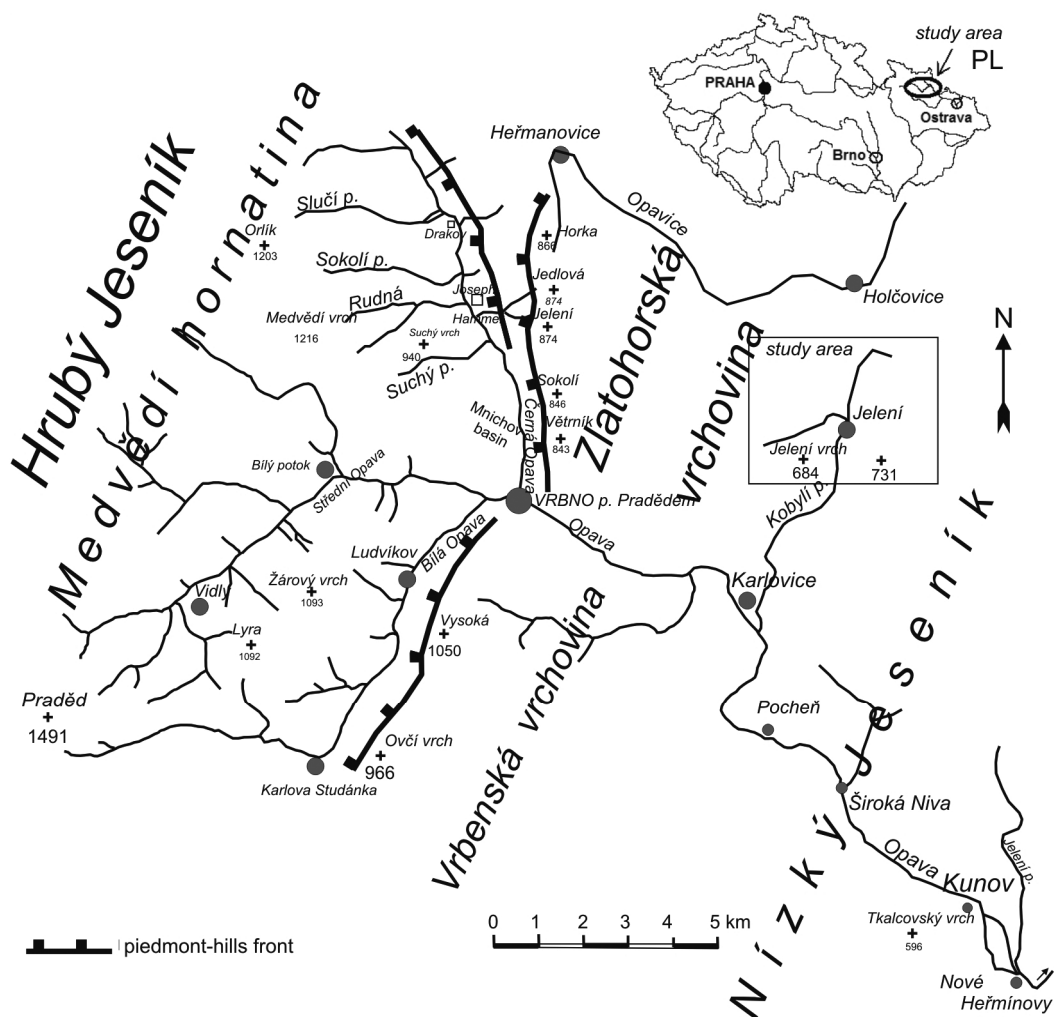 study area
PL
PRAHA
Ostrava
Brno
Heřmanovice
Hrubý Jeseník
Medvědí hornatina
Slučí p.
Orlík
1203
Drakov
Opavice
Horka
866
Sokolí p.
Jedlová
874
Rudná
Joseph
Hammer
Jelení
874
Holčovice
Medvědí vrch
1216
Suchý vrch
940
Suchý p.
Zlatohorská vrchovina
study area
N
Sokolí
846
Mnichov
basin
Černá Opava
Větrník
843
Jelení
Jelení vrch
684
731
Kobylí p.
Bílý potok
Střední Opava
VRBNO p. Pradědem
Opava
Ludvíkov
Bílá Opava
Karlovice
Vidly
Žárový vrch
1093
Vysoká
1050
Lyra
1092
Praděd
1491
Ovčí vrch
966
Karlova Studánka
Vrbenská vrchovina
Pocheň
Nízký Jeseník
Široká Niva
Opava
Jelení p.
Kunov
Tkalcovský vrch
596
Nové
Heřmínovy
0 1 2 3 4 5 km
piedmont-hills front